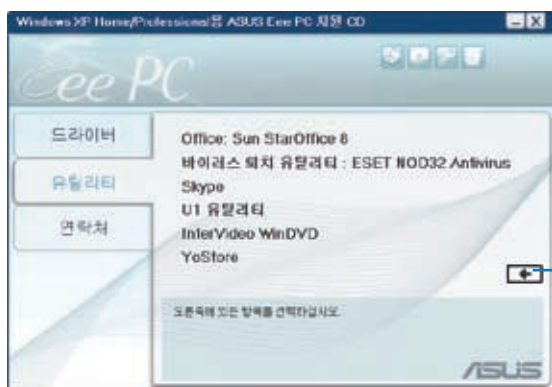 Windows XP Home/Professional용 ASUS Eee PC 지원 CD
Eee PC
드라이버
유틸리티
연락처
Office: Sun StarOffice 8
바이러스 퇴치 유틸리티 : ESET NOD32 Antivirus
Skype
U1 유틸리티
InterVideo WinDVD
YoStore
오른쪽에 있는 항목을 선택하십시오.
ASUS